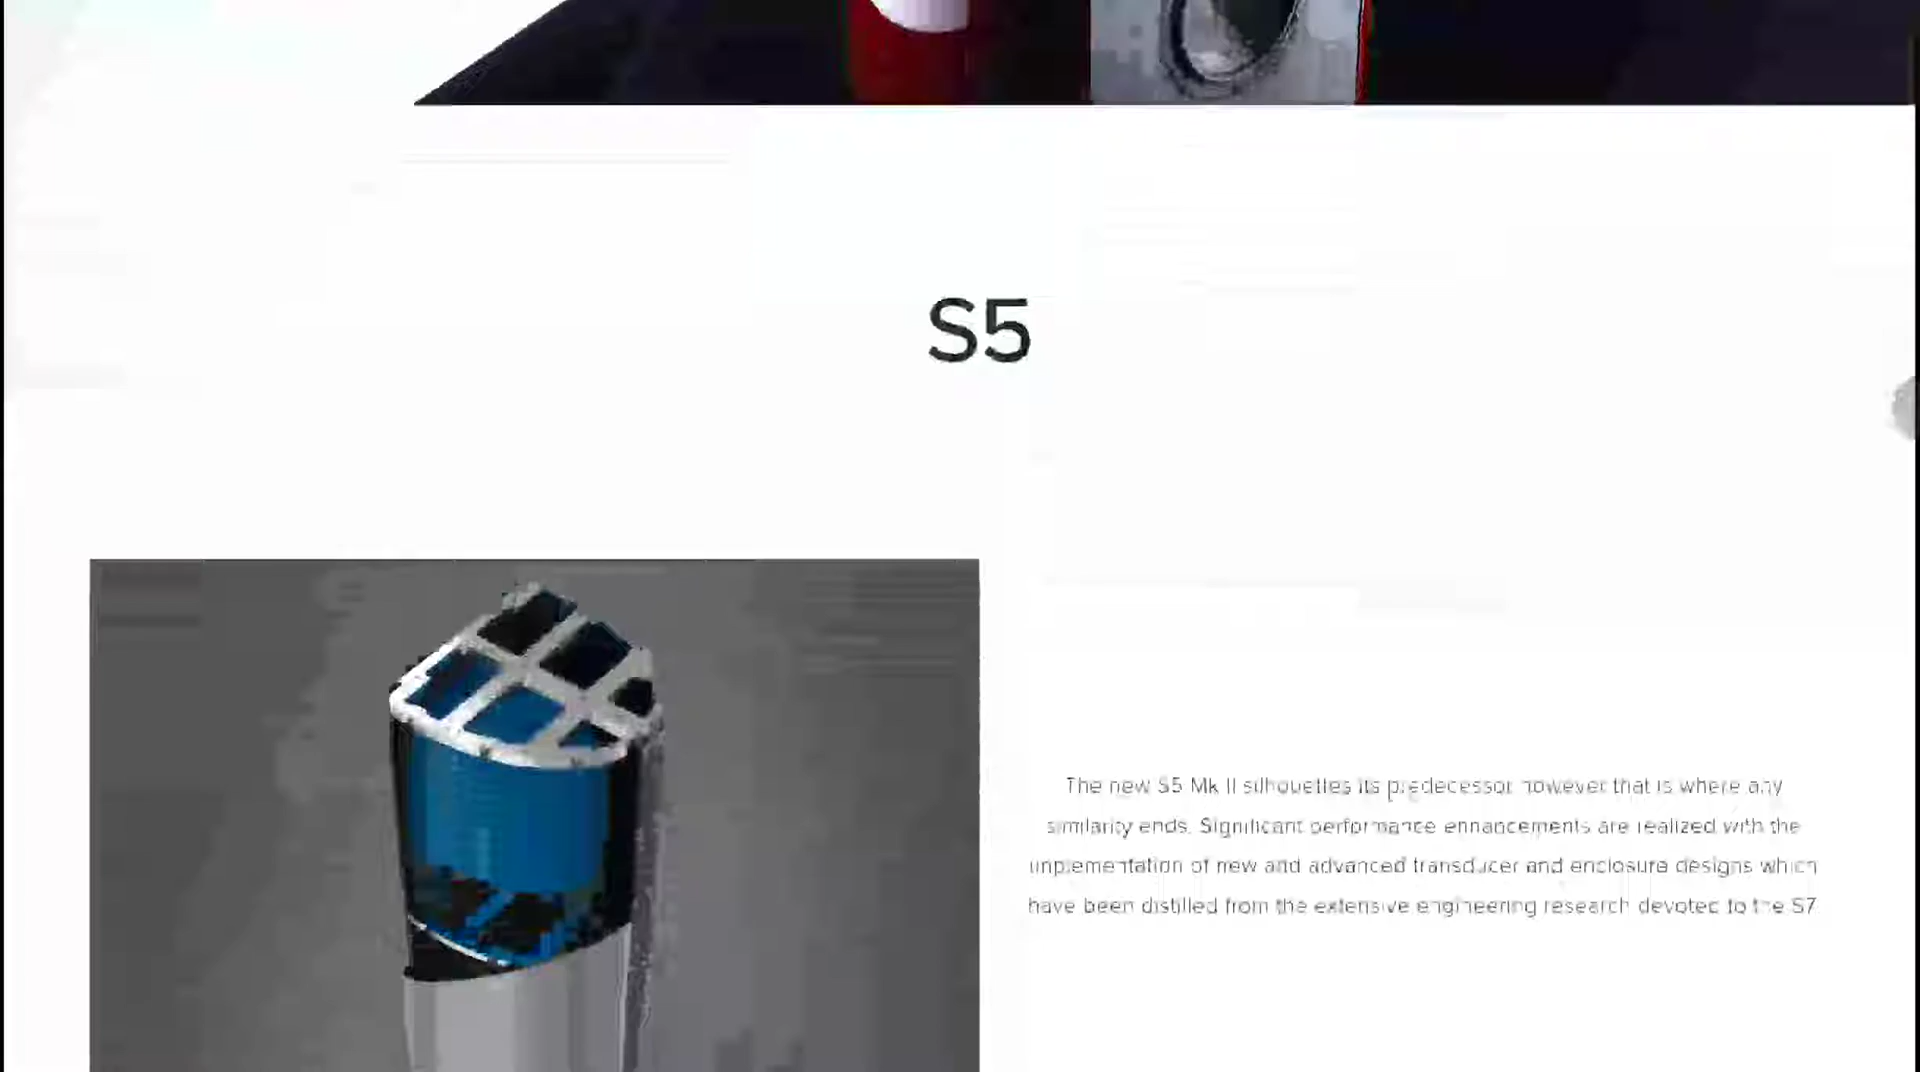 S5
The new S5 Mk II silhouettes its predecessor however that is where any
similarity ends. Significant performance enhancements are realized with the
implementation of new and advanced transducer and enclosure designs which
have been distilled from the extensive engineering research devoted to the S7